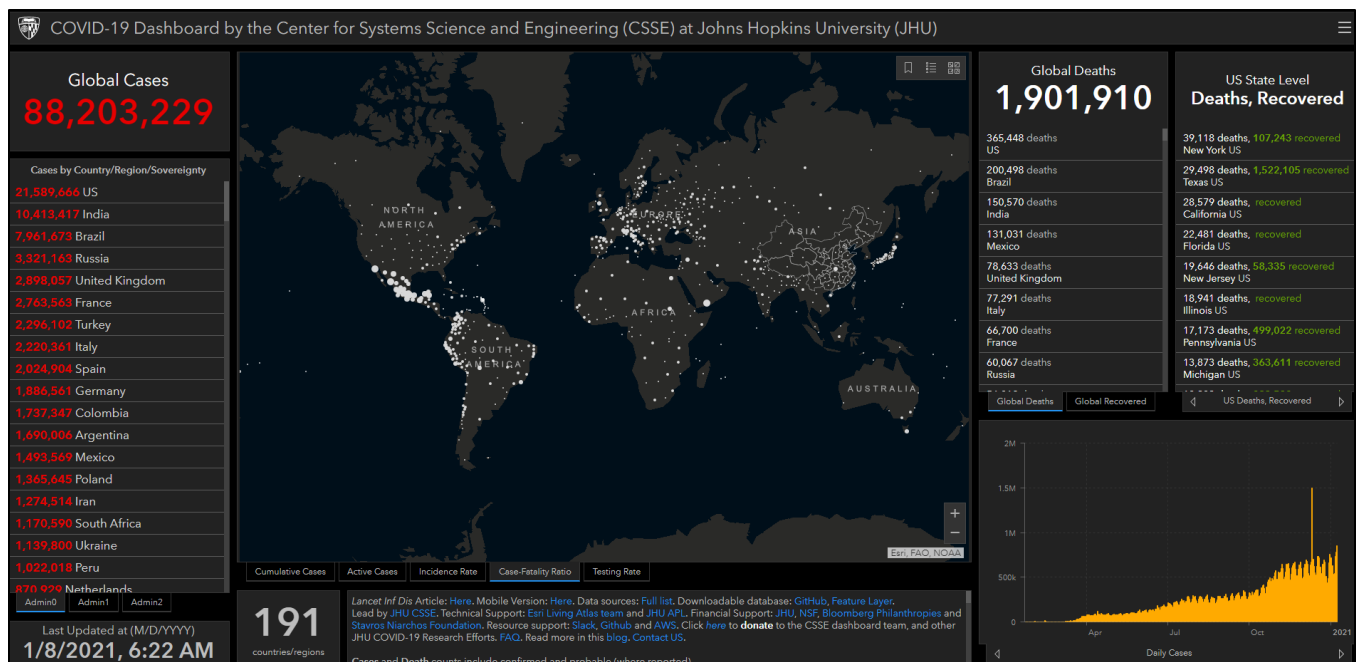 COVID-19 Dashboard by the Center for Systems Science and Engineering (CSSE) at Johns Hopkins University (JHU)
Global Cases
88,203,229
Cases by Country/Region/Sovereignty
21,589,666 US
10,413,417 India
7,961,673 Brazil
3,321,163 Russia
2,898,057 United Kingdom
2,763,563 France
2,296,102 Turkey
2,220,361 Italy
2,024,904 Spain
1,886,561 Germany
1,737,347 Colombia
1,690,006 Argentina
1,493,569 Mexico
1,365,645 Poland
1,274,514 Iran
1,170,590 South Africa
1,139,800 Ukraine
1,022,018 Peru
870,929 Netherlands
Admin0
Admin1
Admin2
Last Updated at (M/D/YYYY)
1/8/2021, 6:22 AM
NORTH
AMERICA
EUROPE
ASIA
AFRICA
SOUTH
AMERICA
AUSTRALIA
+
−
Esri, FAO, NOAA
Cumulative Cases
Active Cases
Incidence Rate
Case-Fatality Ratio
Testing Rate
191
countries/regions
Lancet Inf Dis Article: Here. Mobile Version: Here. Data sources: Full list. Downloadable database: GitHub, Feature Layer.
Lead by JHU CSSE. Technical Support: Esri Living Atlas team and JHU APL. Financial Support: JHU, NSF, Bloomberg Philanthropies and
Stavros Niarchos Foundation. Resource support: Slack, Github and AWS. Click here to donate to the CSSE dashboard team, and other
JHU COVID-19 Research Efforts. FAQ. Read more in this blog. Contact US.
Cases and Death counts include confirmed and probable (where reported)
Global Deaths
1,901,910
365,448 deaths
US
200,498 deaths
Brazil
150,570 deaths
India
131,031 deaths
Mexico
78,633 deaths
United Kingdom
77,291 deaths
Italy
66,700 deaths
France
60,067 deaths
Russia
Global Deaths
Global Recovered
US State Level
Deaths, Recovered
39,118 deaths, 107,243 recovered
New York US
29,498 deaths, 1,522,105 recovered
Texas US
28,579 deaths, recovered
California US
22,481 deaths, recovered
Florida US
19,646 deaths, 58,335 recovered
New Jersey US
18,941 deaths, recovered
Illinois US
17,173 deaths, 499,022 recovered
Pennsylvania US
13,873 deaths, 363,611 recovered
Michigan US
US Deaths, Recovered
2M
1.5M
1M
500k
0
Apr
Jul
Oct
2021
Daily Cases